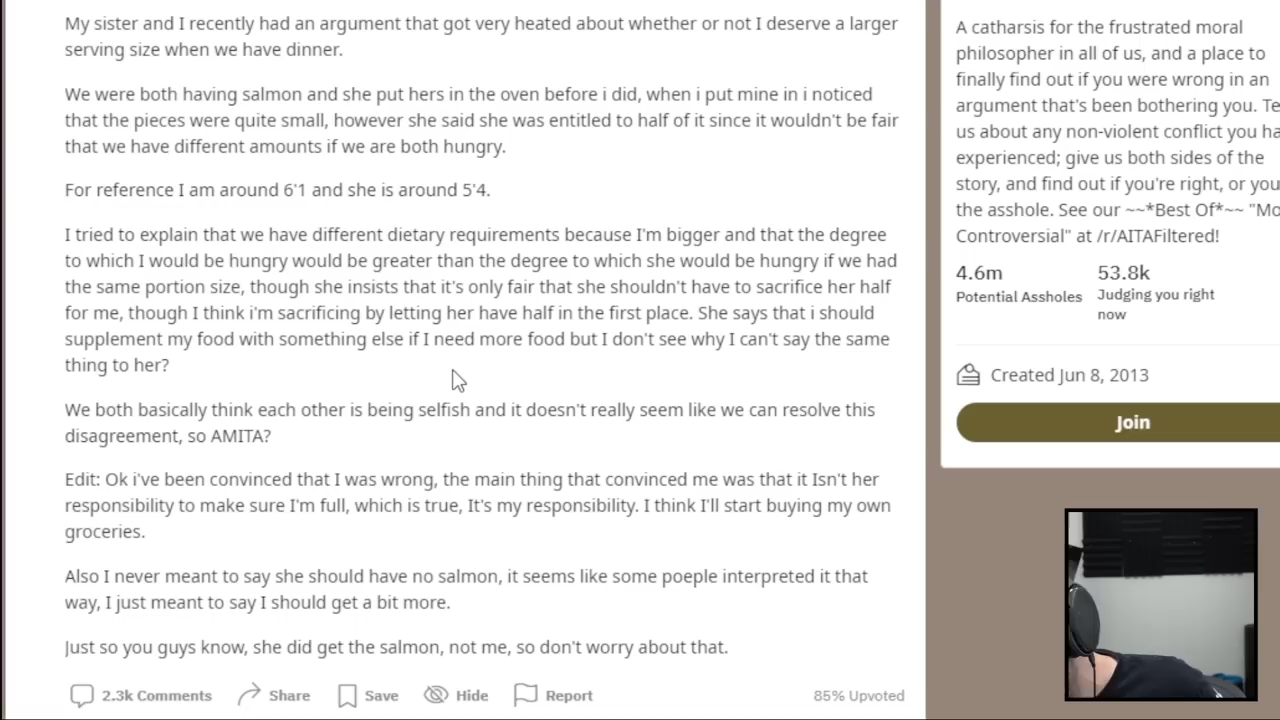 My sister and I recently had an argument that got very heated about whether or not I deserve a larger
serving size when we have dinner.
We were both having salmon and she put hers in the oven before i did, when i put mine in i noticed
that the pieces were quite small, however she said she was entitled to half of it since it wouldn't be fair
that we have different amounts if we are both hungry.
For reference I am around 6'1 and she is around 5'4.
I tried to explain that we have different dietary requirements because I'm bigger and that the degree
to which I would be hungry would be greater than the degree to which she would be hungry if we had
the same portion size, though she insists that it's only fair that she shouldn't have to sacrifice her half
for me, though I think i'm sacrificing by letting her have half in the first place. She says that i should
supplement my food with something else if I need more food but I don't see why I can't say the same
thing to her?
We both basically think each other is being selfish and it doesn't really seem like we can resolve this
disagreement, so AMITA?
Edit: Ok i've been convinced that I was wrong, the main thing that convinced me was that it Isn't her
responsibility to make sure I'm full, which is true, It's my responsibility. I think I'll start buying my own
groceries.
Also I never meant to say she should have no salmon, it seems like some poeple interpreted it that
way, I just meant to say I should get a bit more.
Just so you guys know, she did get the salmon, not me, so don't worry about that.
2.3k Comments Share Save Hide Report 85% Upvoted
A catharsis for the frustrated moral
philosopher in all of us, and a place to
finally find out if you were wrong in an
argument that's been bothering you. Te
us about any non-violent conflict you ha
experienced; give us both sides of the
story, and find out if you're right, or you
the asshole. See our ~~*Best Of*~~ "Mo
Controversial" at /r/AITAFiltered!
4.6m 53.8k
Potential Assholes Judging you right
now
Created Jun 8, 2013
Join